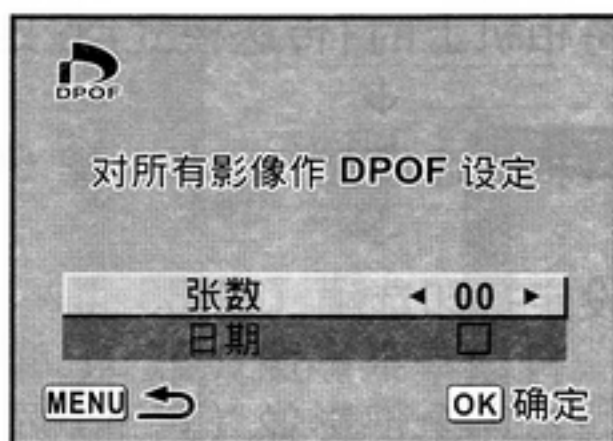 DPOF
对所有影像作 DPOF 设定
张数 ◀ 00 ▶
日期 □
MENU OK 确定